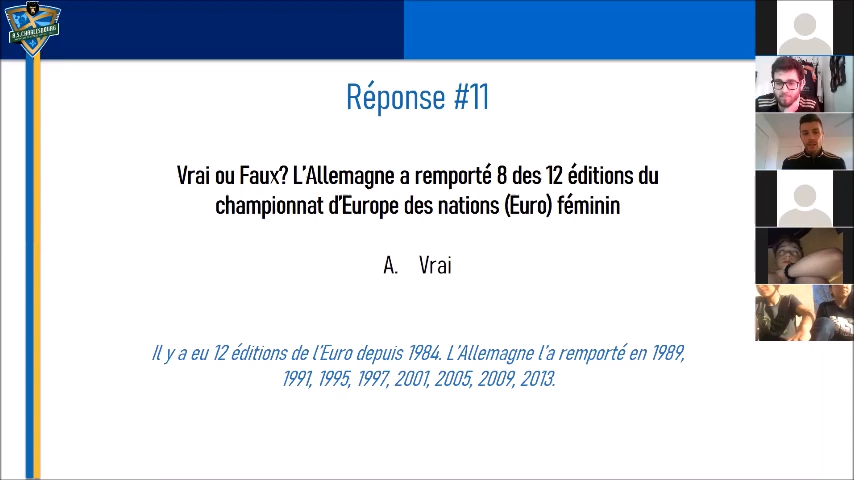 A.S. CHARLESBOURG
Réponse #11
Vrai ou Faux? L'Allemagne a remporté 8 des 12 éditions du
championnat d'Europe des nations (Euro) féminin
A. Vrai
Il y a eu 12 éditions de l'Euro depuis 1984. L'Allemagne l'a remporté en 1989,
1991, 1995, 1997, 2001, 2005, 2009, 2013.